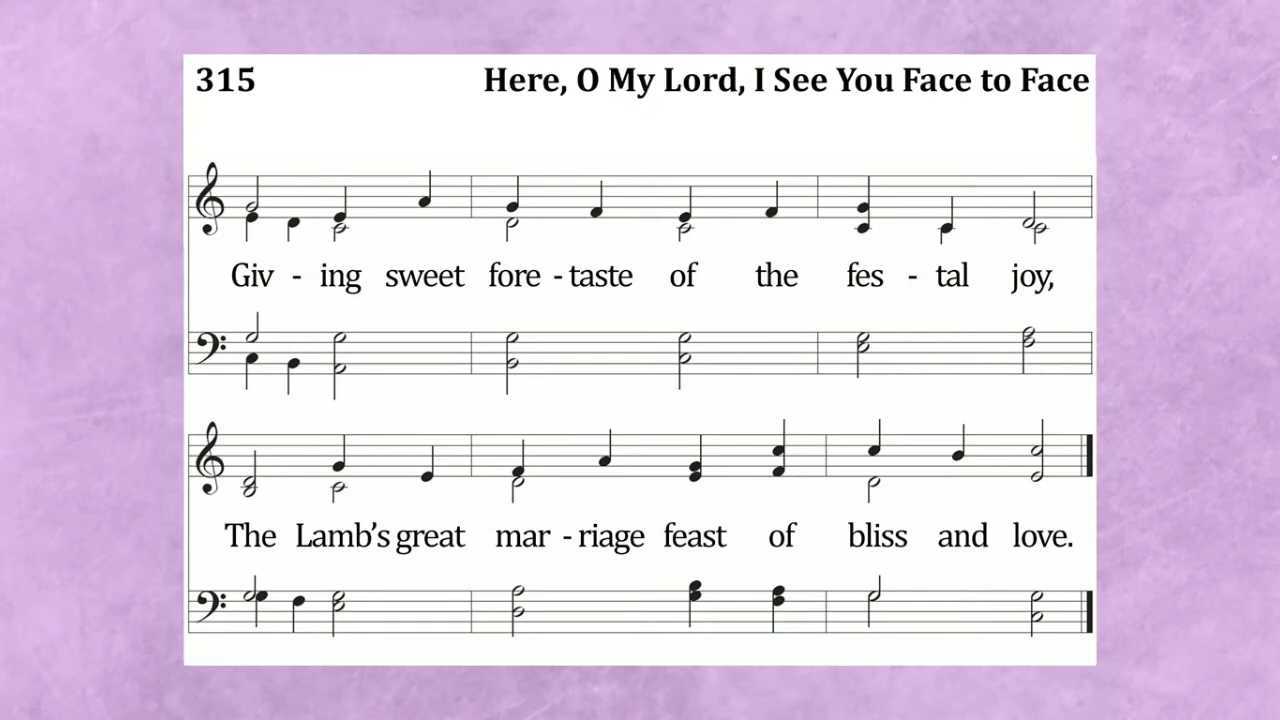 315 Here, O My Lord, I See You Face to Face
Giv - ing sweet fore - taste of the fes - tal joy,
The Lamb’s great mar - riage feast of bliss and love.